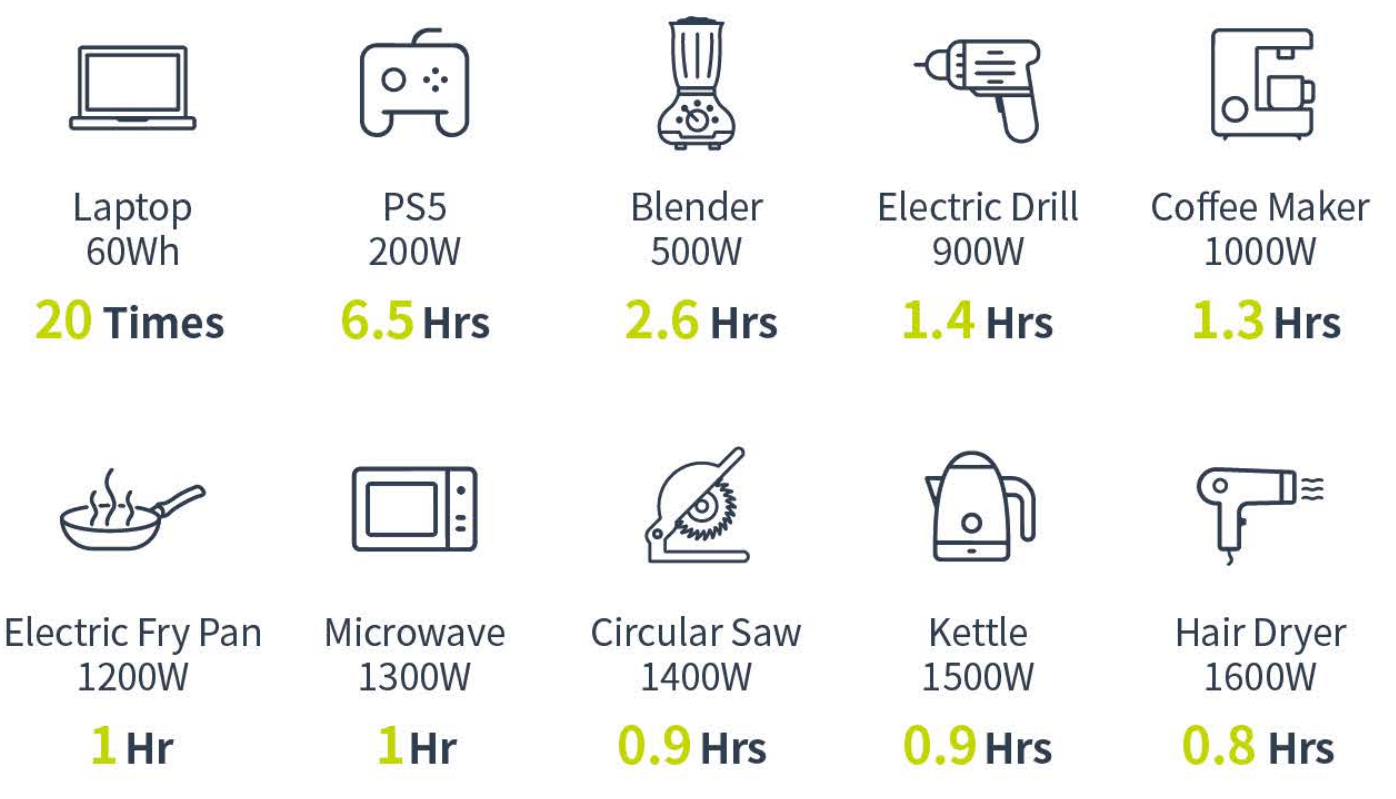 Laptop
60Wh
20 Times
PS5
200W
6.5 Hrs
Blender
500W
2.6 Hrs
Electric Drill
900W
1.4 Hrs
Coffee Maker
1000W
1.3 Hrs
Electric Fry Pan
1200W
1 Hr
Microwave
1300W
1 Hr
Circular Saw
1400W
0.9 Hrs
Kettle
1500W
0.9 Hrs
Hair Dryer
1600W
0.8 Hrs